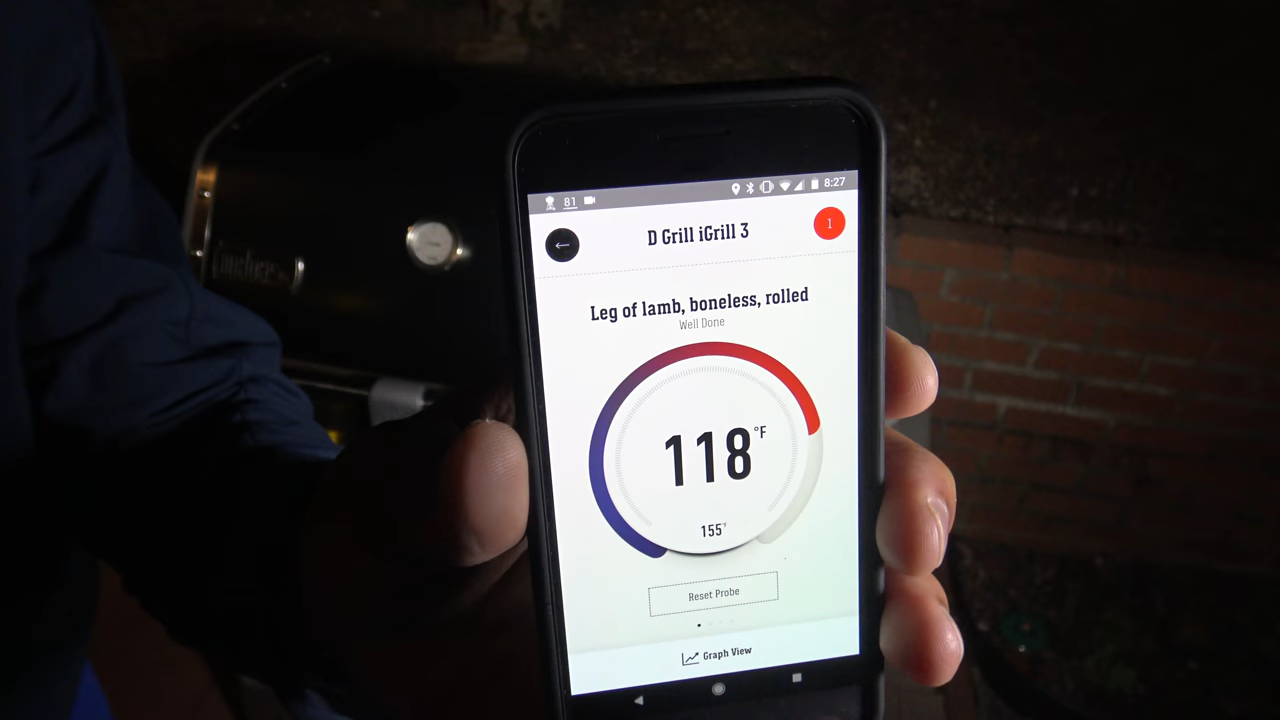 81 8:27
D Grill iGrill 3
1
Leg of lamb, boneless, rolled
Well Done
118°F
155°F
Reset Probe
Graph View